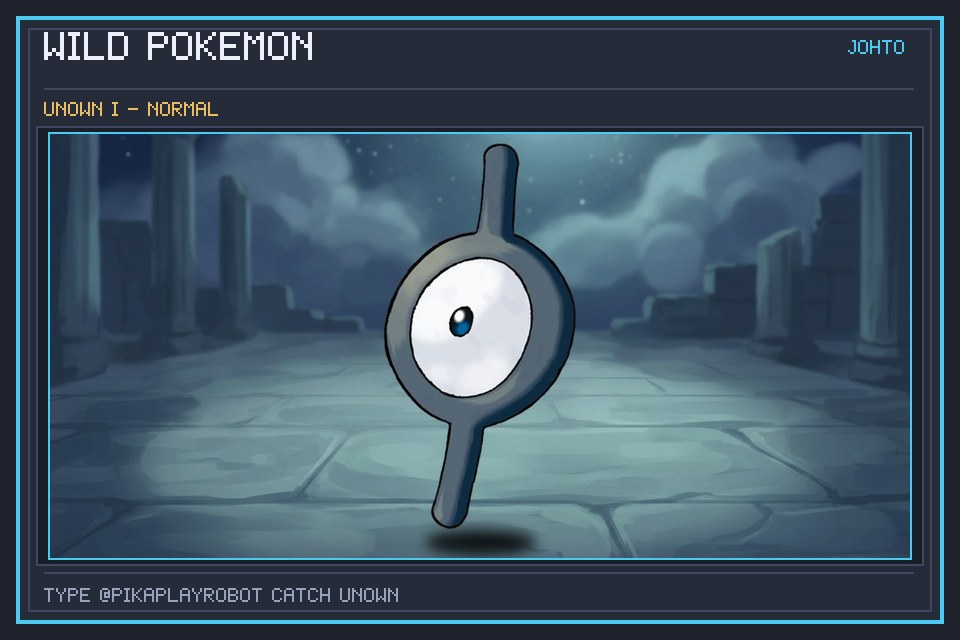 WILD POKEMON
JOHTO
UNOWN I - NORMAL
TYPE @PIKAPLAYROBOT CATCH UNOWN